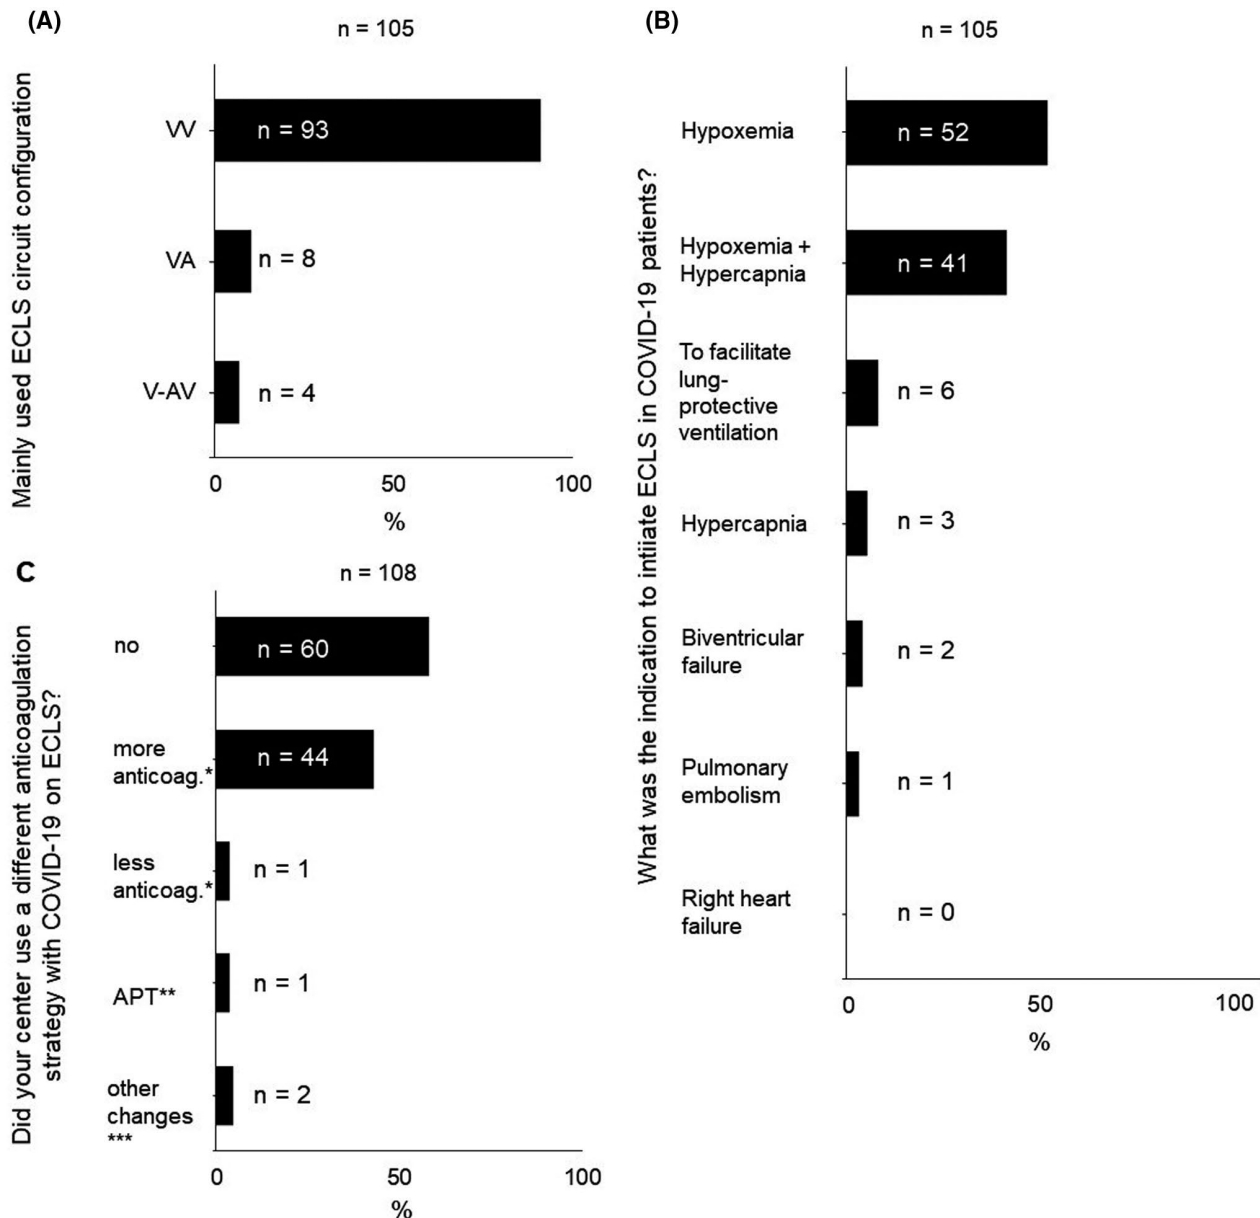 (A)
n = 105
Mainly used ECLS circuit configuration
VV
n = 93
VA
n = 8
V-AV
n = 4
0
50
100
%
(B)
n = 105
What was the indication to intiiate ECLS in COVID-19 patients?
Hypoxemia
n = 52
Hypoxemia +
Hypercapnia
n = 41
To facilitate
lung-
protective
ventilation
n = 6
Hypercapnia
n = 3
Biventricular
failure
n = 2
Pulmonary
embolism
n = 1
Right heart
failure
n = 0
0
50
100
%
C
n = 108
Did your center use a different anticoagulation
strategy with COVID-19 on ECLS?
no
n = 60
more
anticoag.*
n = 44
less
anticoag.*
n = 1
APT**
n = 1
other
changes
***
n = 2
0
50
100
%